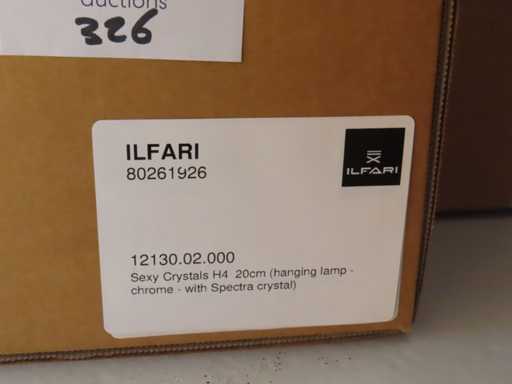 auctions
326
ILFARI
80261926
ILFARI
12130.02.000
Sexy Crystals H4 20cm (hanging lamp -
chrome - with Spectra crystal)